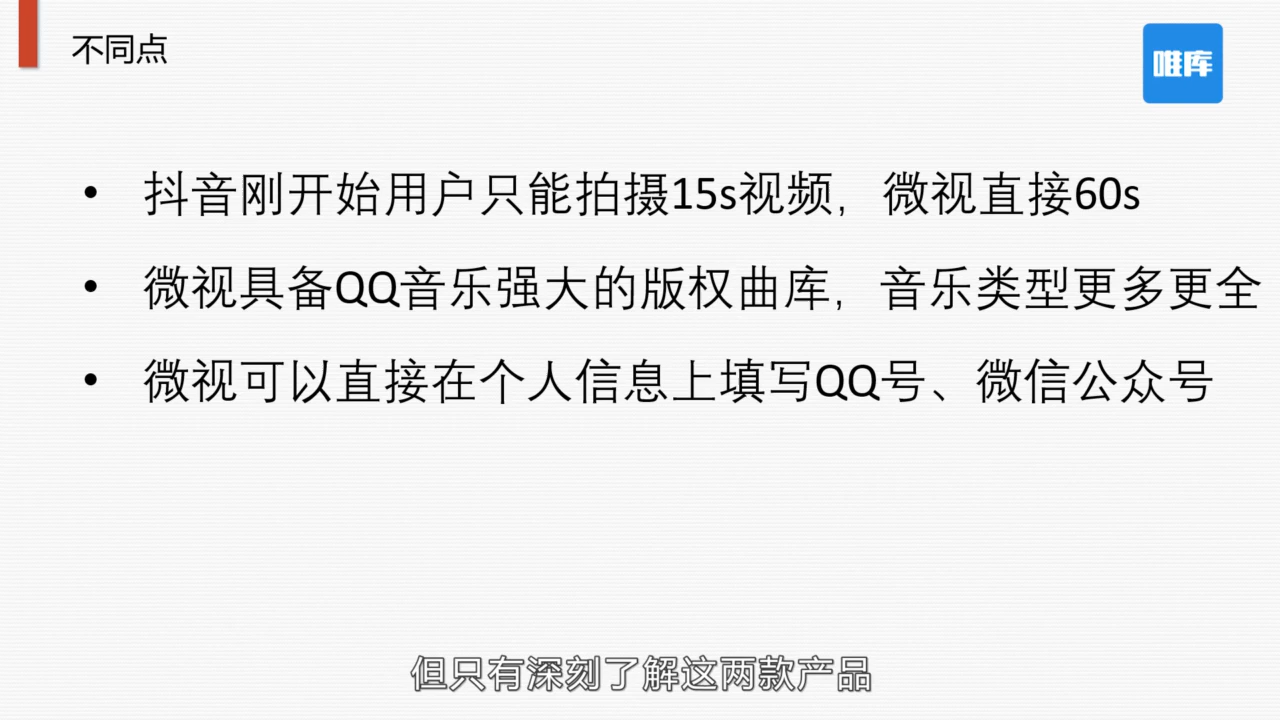 不同点
唯库
• 抖音刚开始用户只能拍摄15s视频，微视直接60s
• 微视具备QQ音乐强大的版权曲库，音乐类型更多更全
• 微视可以直接在个人信息上填写QQ号、微信公众号
但只有深刻了解这两款产品